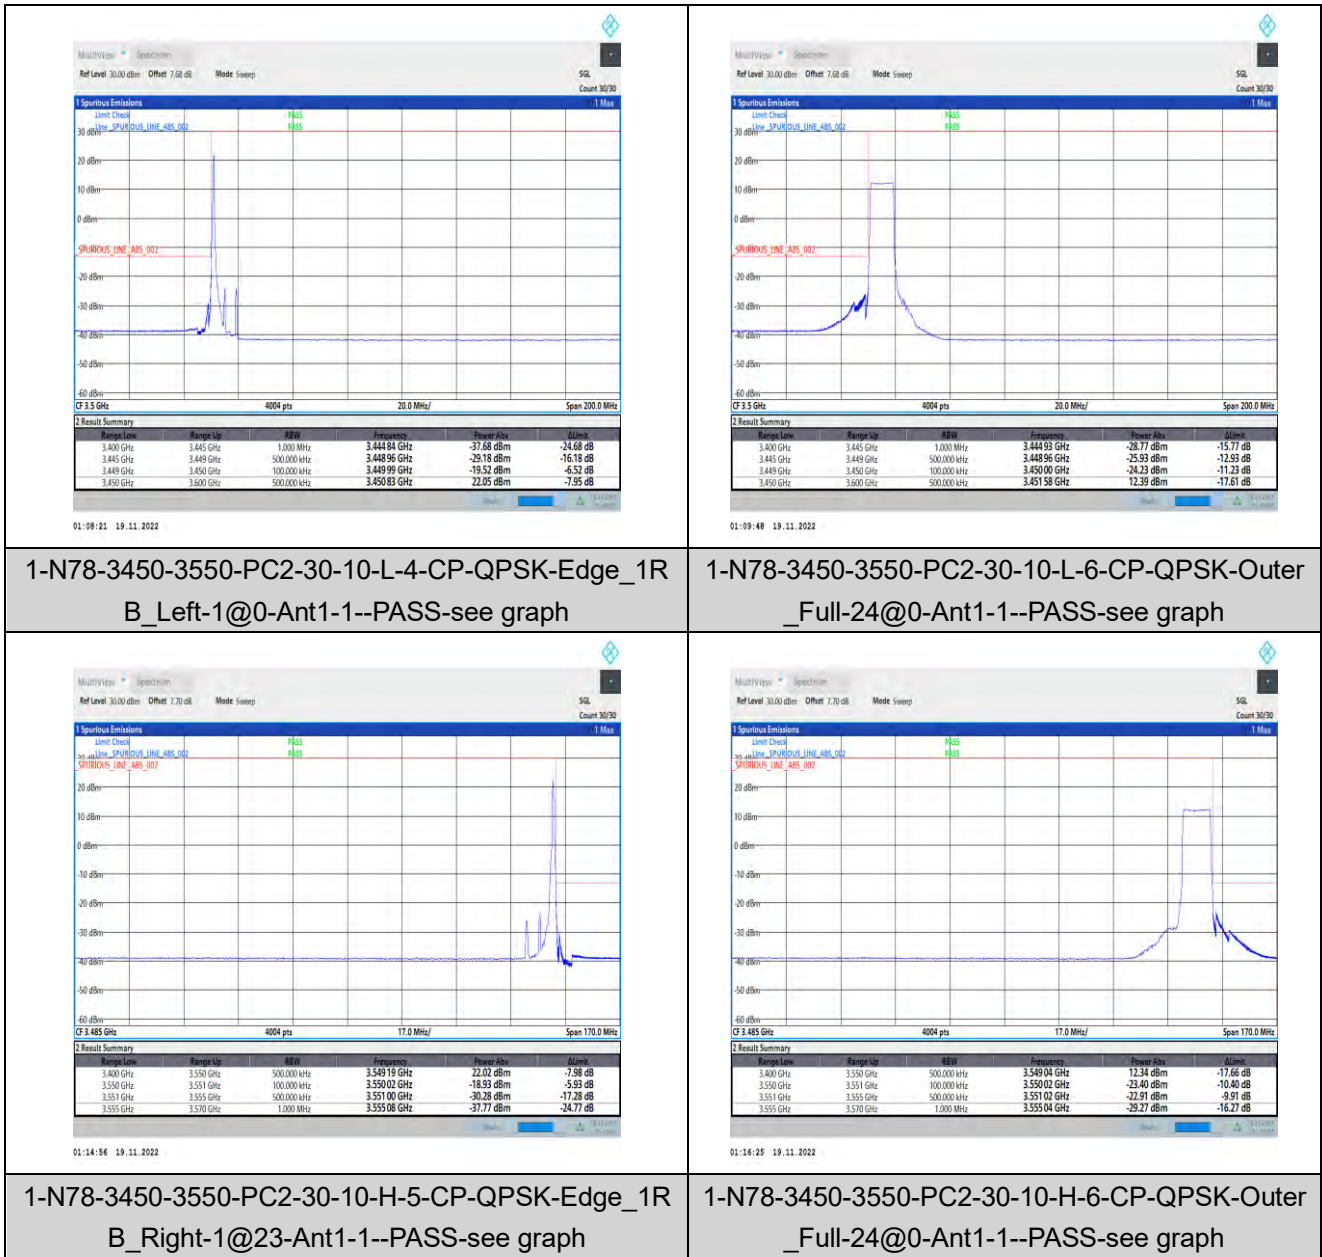 MultiView Spectrum
Ref Level 30.00 dBm Offset 7.68 dB Mode Sweep SGL
Count 30/30
1 Spurious Emissions 1 Max
Limit Check PASS
Line _SPURIOUS_LINE_ABS_002 PASS
30 dBm
20 dBm
10 dBm
0 dBm
_SPURIOUS_LINE_ABS_002
-20 dBm
-30 dBm
-40 dBm
-50 dBm
-60 dBm
CF 3.5 GHz 4004 pts 20.0 MHz/ Span 200.0 MHz
2 Result Summary
Range Low Range Up RBW Frequency Power Abs ΔLimit
3.400 GHz 3.445 GHz 1.000 MHz 3.444 84 GHz -37.68 dBm -24.68 dB
3.445 GHz 3.449 GHz 500.000 kHz 3.448 96 GHz -29.18 dBm -16.18 dB
3.449 GHz 3.450 GHz 100.000 kHz 3.449 99 GHz -19.52 dBm -6.52 dB
3.450 GHz 3.600 GHz 500.000 kHz 3.450 83 GHz 22.05 dBm -7.95 dB
01:08:21 19.11.2022
1-N78-3450-3550-PC2-30-10-L-4-CP-QPSK-Edge_1R
B_Left-1@0-Ant1-1--PASS-see graph
MultiView Spectrum
Ref Level 30.00 dBm Offset 7.68 dB Mode Sweep SGL
Count 30/30
1 Spurious Emissions 1 Max
Limit Check PASS
Line _SPURIOUS_LINE_ABS_002 PASS
30 dBm
20 dBm
10 dBm
0 dBm
_SPURIOUS_LINE_ABS_002
-20 dBm
-30 dBm
-40 dBm
-50 dBm
-60 dBm
CF 3.5 GHz 4004 pts 20.0 MHz/ Span 200.0 MHz
2 Result Summary
Range Low Range Up RBW Frequency Power Abs ΔLimit
3.400 GHz 3.445 GHz 1.000 MHz 3.444 93 GHz -28.77 dBm -15.77 dB
3.445 GHz 3.449 GHz 500.000 kHz 3.448 96 GHz -25.93 dBm -12.93 dB
3.449 GHz 3.450 GHz 100.000 kHz 3.450 00 GHz -24.23 dBm -11.23 dB
3.450 GHz 3.600 GHz 500.000 kHz 3.451 58 GHz 12.39 dBm -17.61 dB
01:09:48 19.11.2022
1-N78-3450-3550-PC2-30-10-L-6-CP-QPSK-Outer
_Full-24@0-Ant1-1--PASS-see graph
MultiView Spectrum
Ref Level 30.00 dBm Offset 7.70 dB Mode Sweep SGL
Count 30/30
1 Spurious Emissions 1 Max
Limit Check PASS
Line _SPURIOUS_LINE_ABS_002 PASS
_SPURIOUS_LINE_ABS_002
20 dBm
10 dBm
0 dBm
-10 dBm
-20 dBm
-30 dBm
-40 dBm
-50 dBm
-60 dBm
CF 3.485 GHz 4004 pts 17.0 MHz/ Span 170.0 MHz
2 Result Summary
Range Low Range Up RBW Frequency Power Abs ΔLimit
3.400 GHz 3.550 GHz 500.000 kHz 3.549 19 GHz 22.02 dBm -7.98 dB
3.550 GHz 3.551 GHz 100.000 kHz 3.550 02 GHz -18.93 dBm -5.93 dB
3.551 GHz 3.555 GHz 500.000 kHz 3.551 00 GHz -30.28 dBm -17.28 dB
3.555 GHz 3.570 GHz 1.000 MHz 3.555 08 GHz -37.77 dBm -24.77 dB
01:14:56 19.11.2022
1-N78-3450-3550-PC2-30-10-H-5-CP-QPSK-Edge_1R
B_Right-1@23-Ant1-1--PASS-see graph
MultiView Spectrum
Ref Level 30.00 dBm Offset 7.70 dB Mode Sweep SGL
Count 30/30
1 Spurious Emissions 1 Max
Limit Check PASS
Line _SPURIOUS_LINE_ABS_002 PASS
_SPURIOUS_LINE_ABS_002
20 dBm
10 dBm
0 dBm
-10 dBm
-20 dBm
-30 dBm
-40 dBm
-50 dBm
-60 dBm
CF 3.485 GHz 4004 pts 17.0 MHz/ Span 170.0 MHz
2 Result Summary
Range Low Range Up RBW Frequency Power Abs ΔLimit
3.400 GHz 3.550 GHz 500.000 kHz 3.549 04 GHz 12.34 dBm -17.66 dB
3.550 GHz 3.551 GHz 100.000 kHz 3.550 02 GHz -23.40 dBm -10.40 dB
3.551 GHz 3.555 GHz 500.000 kHz 3.551 02 GHz -22.91 dBm -9.91 dB
3.555 GHz 3.570 GHz 1.000 MHz 3.555 04 GHz -29.27 dBm -16.27 dB
01:16:25 19.11.2022
1-N78-3450-3550-PC2-30-10-H-6-CP-QPSK-Outer
_Full-24@0-Ant1-1--PASS-see graph